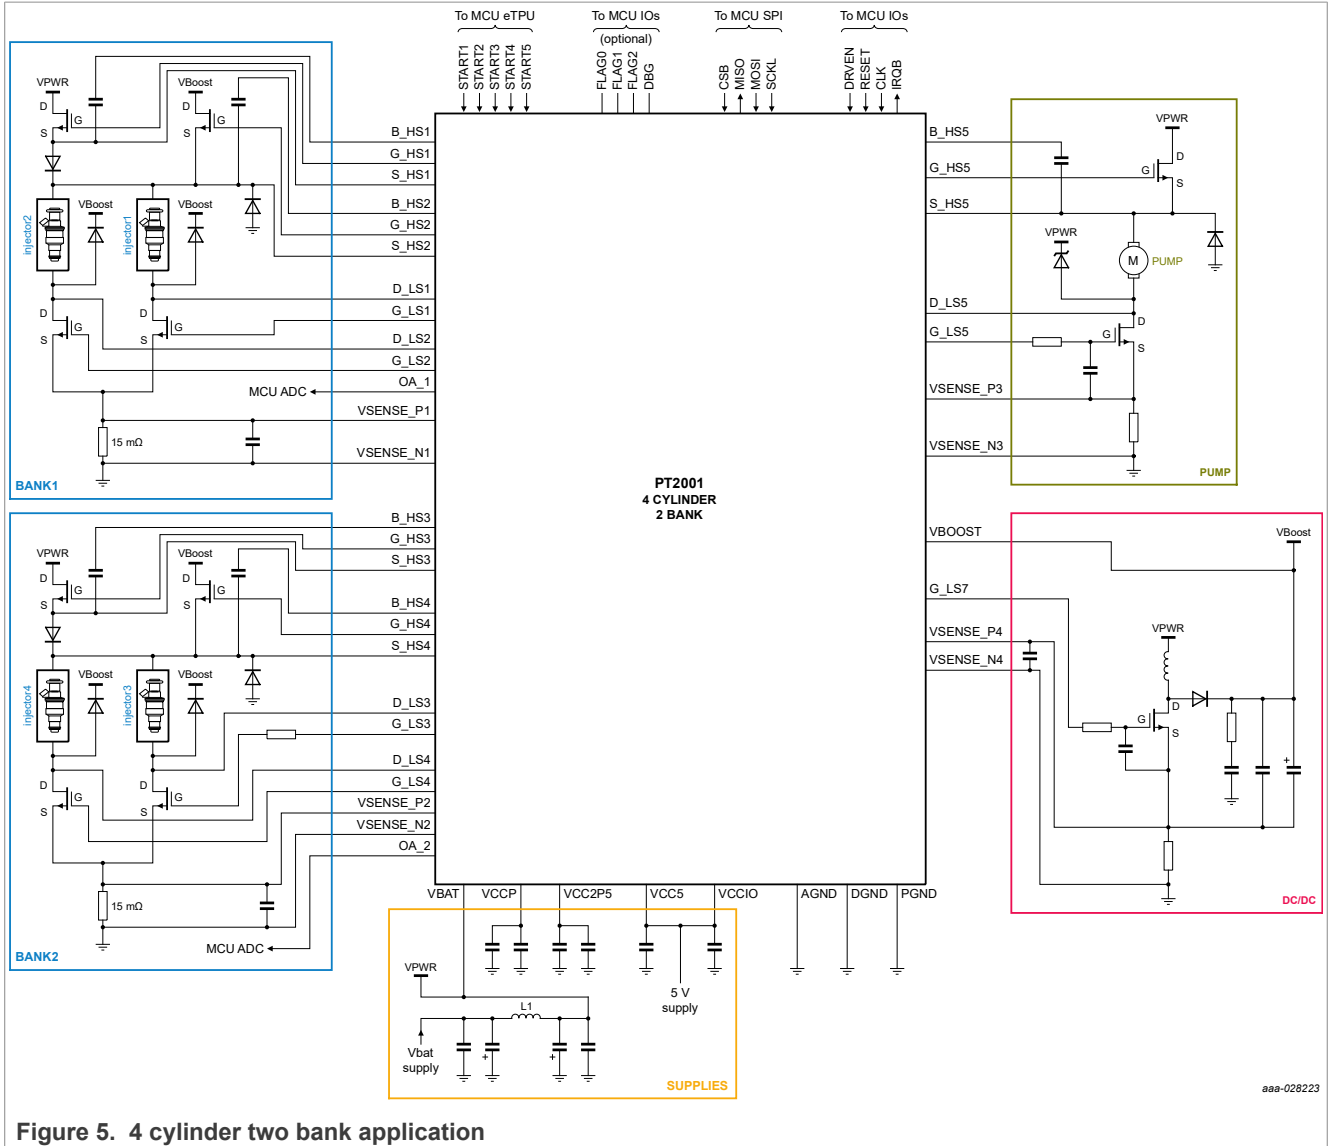 To MCU eTPU
To MCU IOs
(optional)
To MCU SPI
To MCU IOs
START1
START2
START3
START4
START5
FLAG0
FLAG1
FLAG2
DBG
CSB
MISO
MOSI
SCKL
DRVEN
RESET
CLK
IRQB
VPWR
D
G
S
VBoost
D
G
S
injector2
VBoost
injector1
VBoost
D
G
S
D
G
S
MCU ADC
15 mΩ
BANK1
B_HS1
G_HS1
S_HS1
B_HS2
G_HS2
S_HS2
D_LS1
G_LS1
D_LS2
G_LS2
OA_1
VSENSE_P1
VSENSE_N1
VPWR
D
G
S
VBoost
D
G
S
injector4
VBoost
injector3
VBoost
D
G
S
D
G
S
15 mΩ
MCU ADC
BANK2
B_HS3
G_HS3
S_HS3
B_HS4
G_HS4
S_HS4
D_LS3
G_LS3
D_LS4
G_LS4
VSENSE_P2
VSENSE_N2
OA_2
PT2001
4 CYLINDER
2 BANK
B_HS5
G_HS5
S_HS5
D_LS5
G_LS5
VSENSE_P3
VSENSE_N3
VPWR
D
G
S
VPWR
M
PUMP
D
G
S
PUMP
VBOOST
G_LS7
VSENSE_P4
VSENSE_N4
VBoost
VPWR
D
G
S
+
DC/DC
VBAT
VCCP
VCC2P5
VCC5
VCCIO
AGND
DGND
PGND
VPWR
5 V
supply
L1
Vbat
supply
+
+
SUPPLIES
aaa-028223
Figure 5. 4 cylinder two bank application